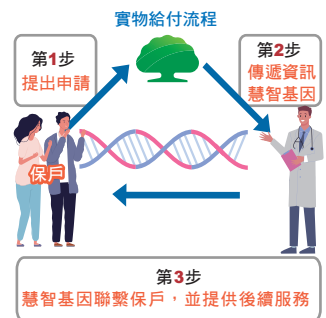 實物給付流程
第1步
提出申請
第2步
傳遞資訊
慧智基因
保戶
第3步
慧智基因聯繫保戶，並提供後續服務